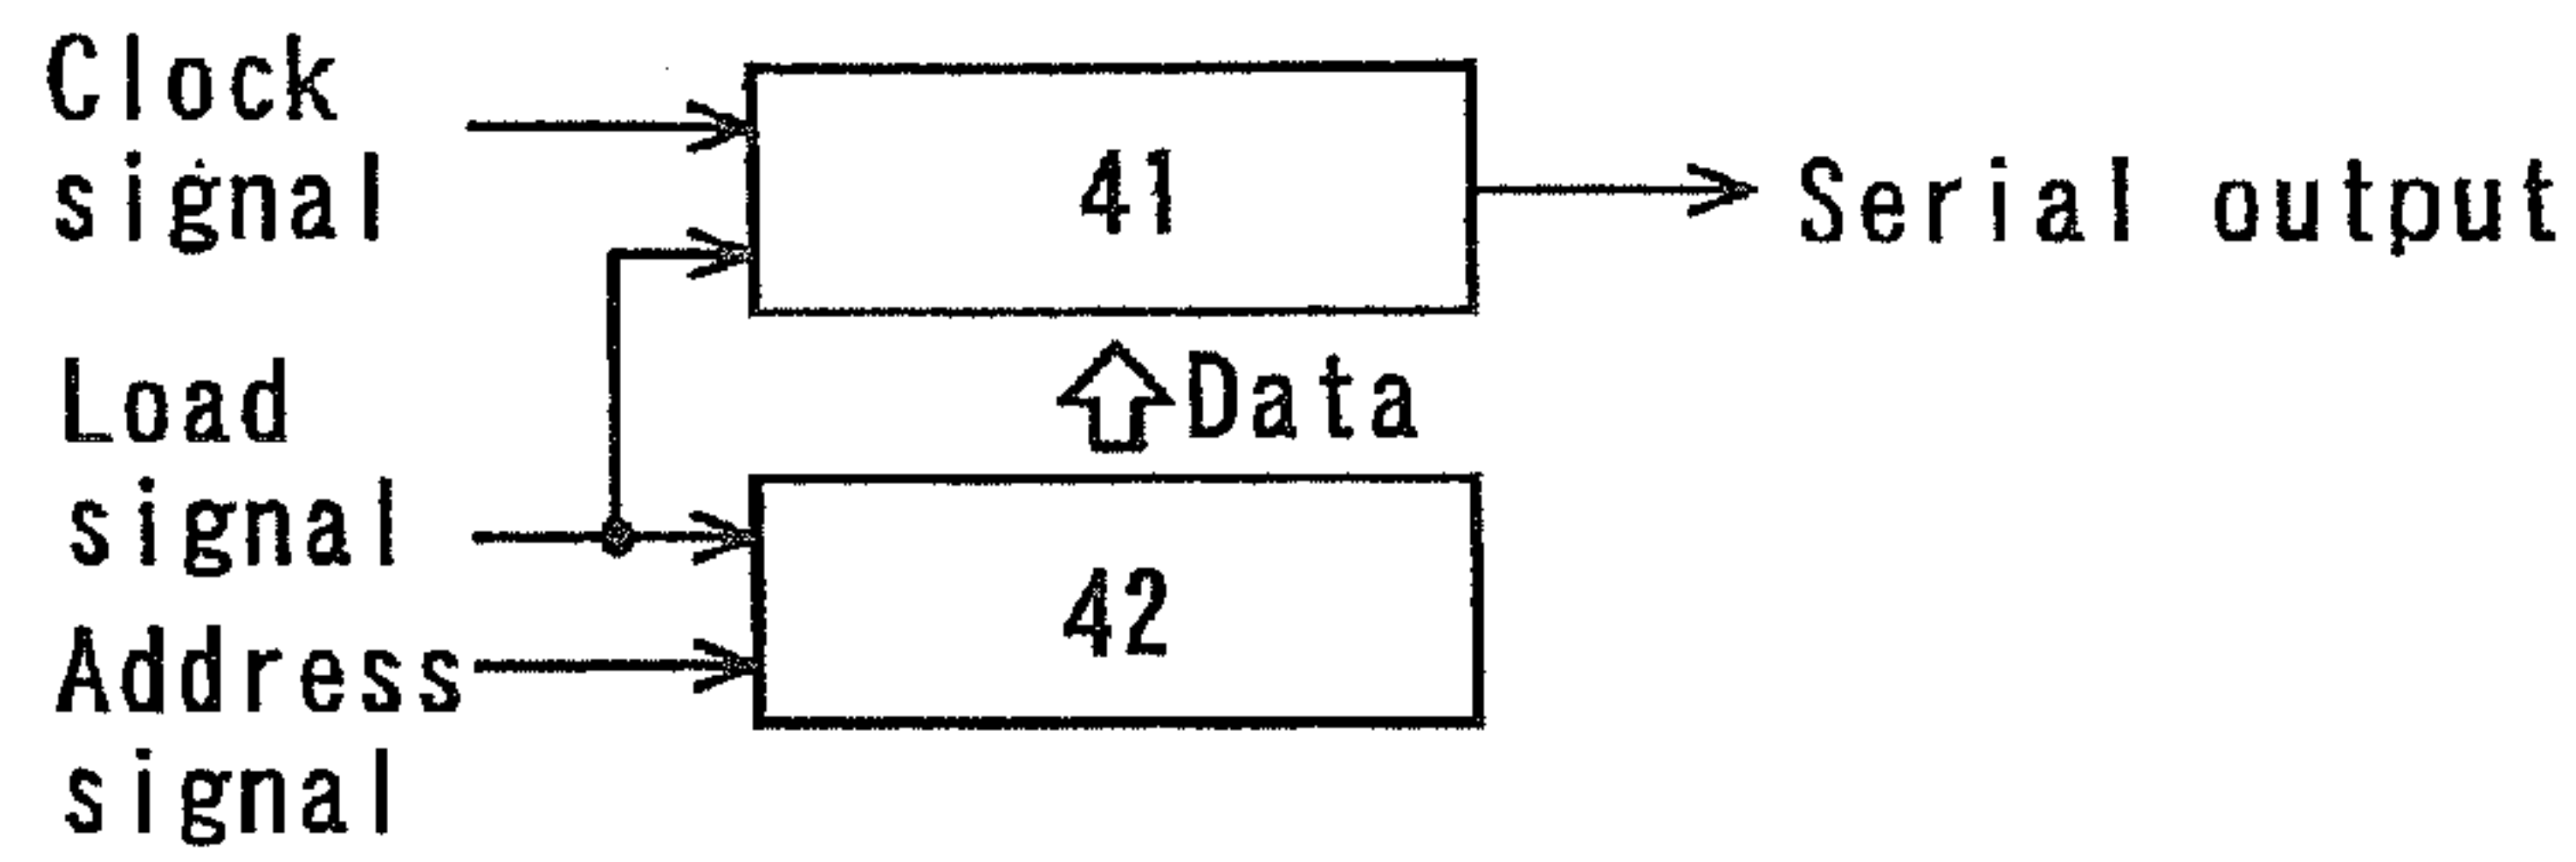 Clock
signal
41
Serial output
Load
signal
Data
42
Address
signal